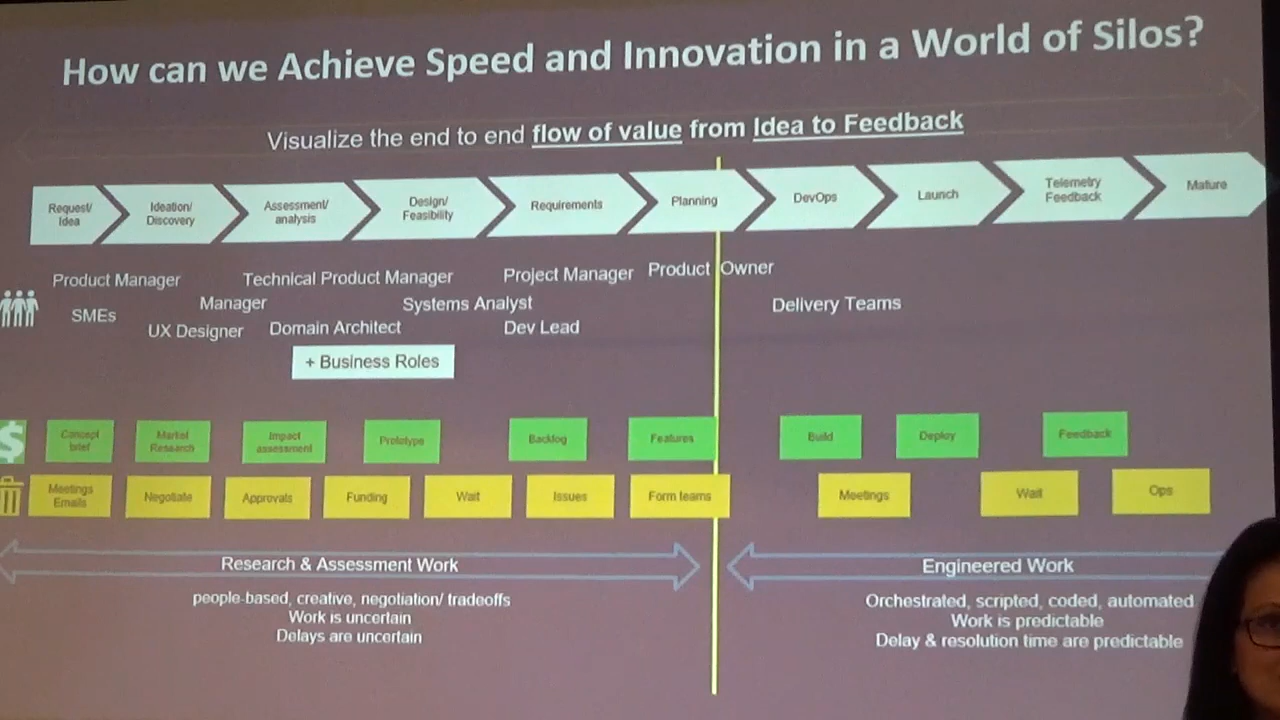 How can we Achieve Speed and Innovation in a World of Silos?
Visualize the end to end flow of value from Idea to Feedback
Request/
Idea
Ideation/
Discovery
Assessment/
analysis
Design/
Feasibility
Requirements
Planning
DevOps
Launch
Telemetry
Feedback
Mature
Product Manager
Technical Product Manager
Project Manager
Product Owner
SMEs
Manager
Systems Analyst
Delivery Teams
UX Designer
Domain Architect
Dev Lead
+ Business Roles
$
Concept
brief
Market
Research
Impact
assessment
Prototype
Backlog
Features
Build
Deploy
Feedback
Meetings
Emails
Negotiate
Approvals
Funding
Wait
Issues
Form teams
Meetings
Wait
Ops
Research & Assessment Work
people-based, creative, negotiation/ tradeoffs
Work is uncertain
Delays are uncertain
Engineered Work
Orchestrated, scripted, coded, automated
Work is predictable
Delay & resolution time are predictable